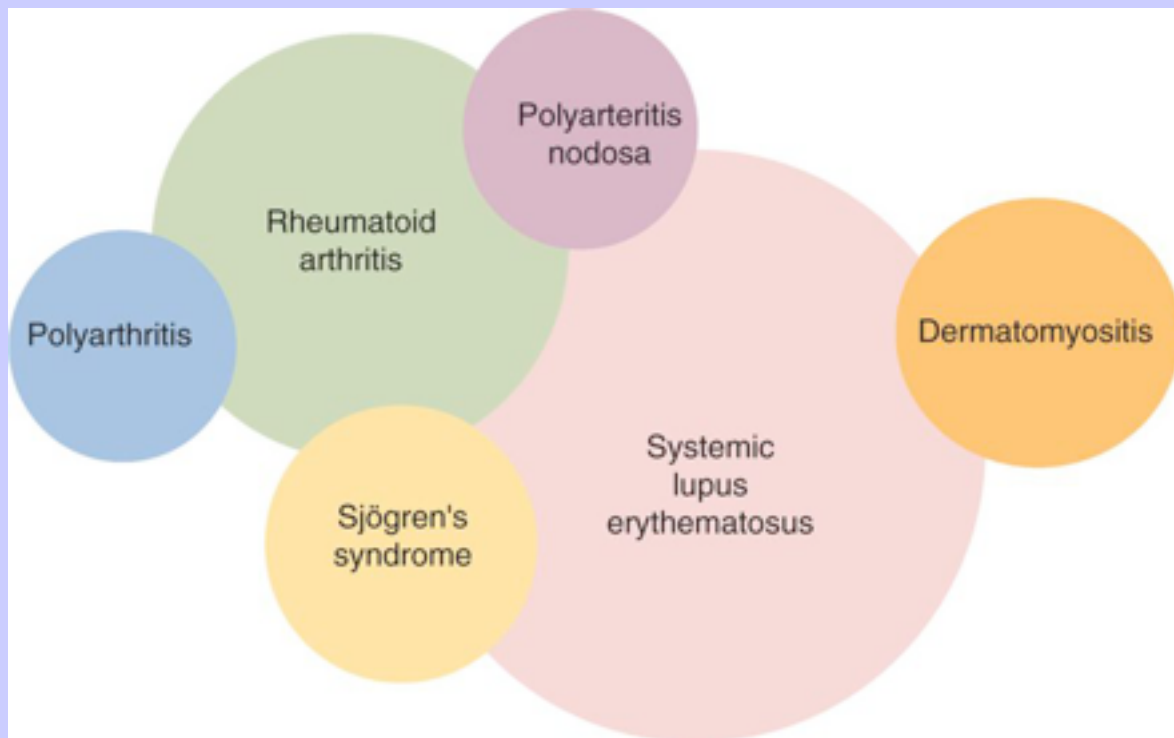 Polyarteritis
nodosa
Rheumatoid
arthritis
Polyarthritis
Dermatomyositis
Systemic
lupus
erythematosus
Sjögren's
syndrome